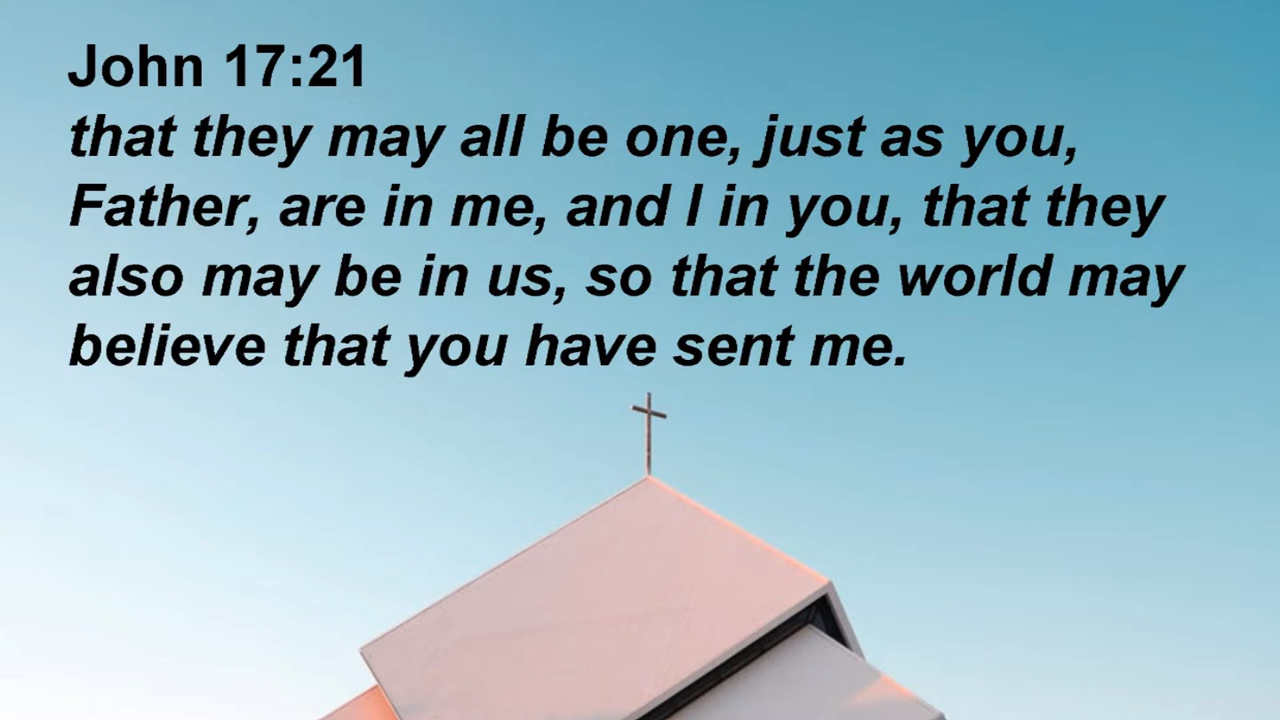 John 17:21
that they may all be one, just as you,
Father, are in me, and I in you, that they
also may be in us, so that the world may
believe that you have sent me.